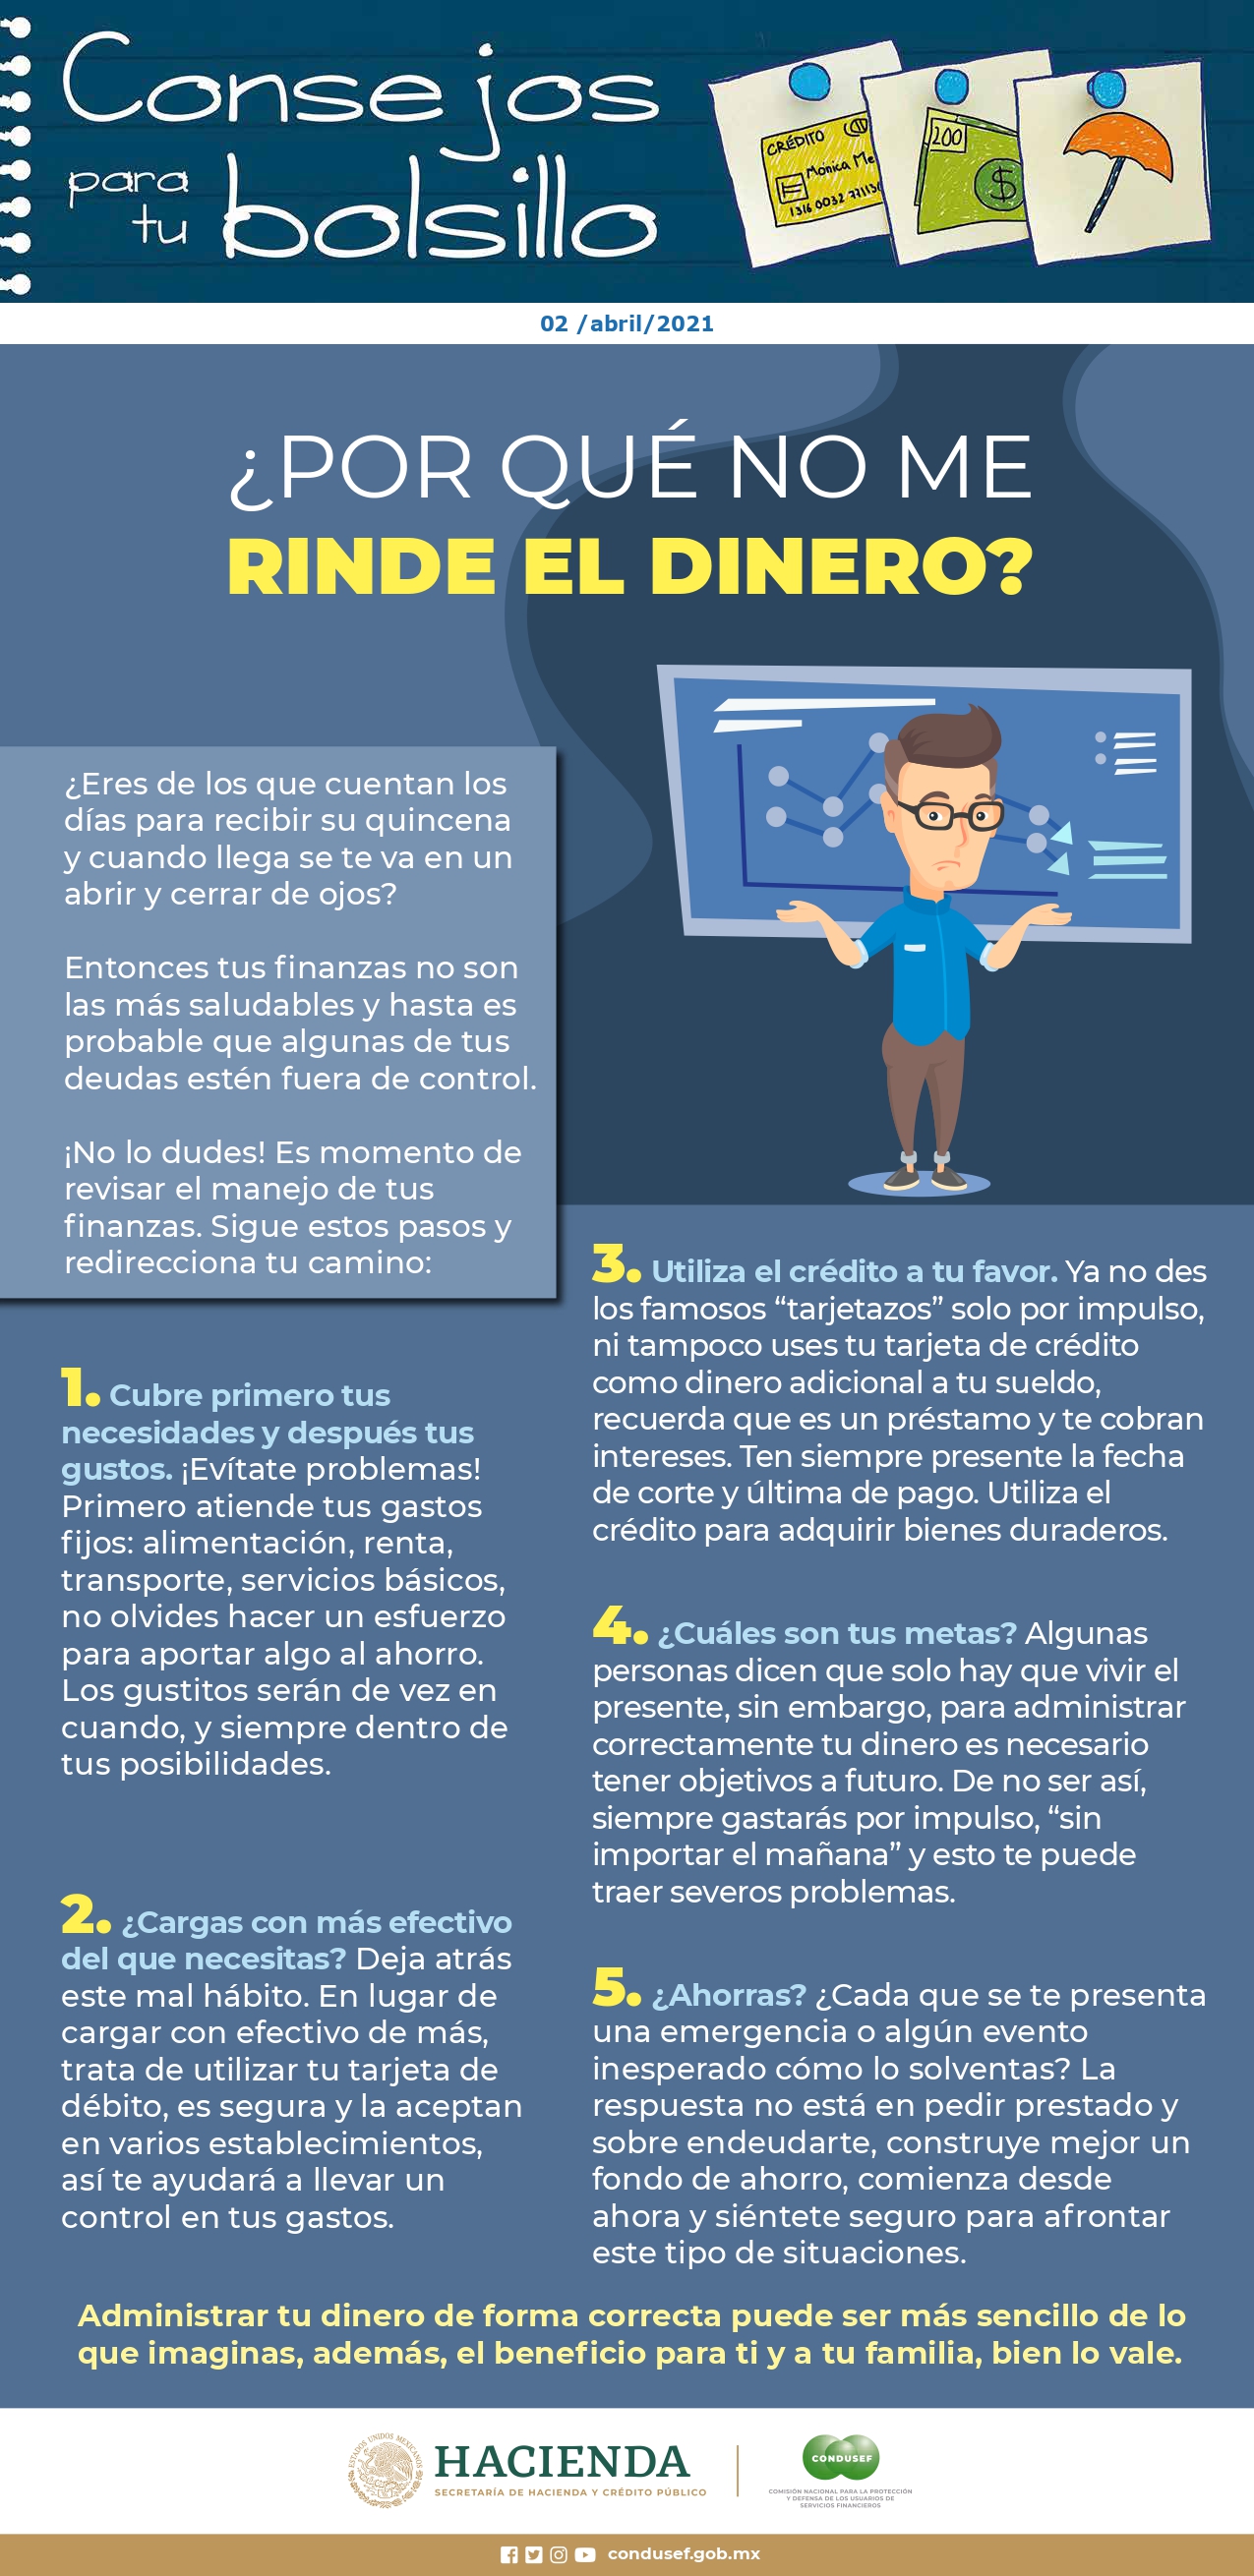 Consejos
para
tu bolsillo
CRÉDITO
Mónica Me
1316 0032
200
$
02 /abril/2021
¿POR QUÉ NO ME
RINDE EL DINERO?
¿Eres de los que cuentan los
días para recibir su quincena
y cuando llega se te va en un
abrir y cerrar de ojos?
Entonces tus finanzas no son
las más saludables y hasta es
probable que algunas de tus
deudas estén fuera de control.
¡No lo dudes! Es momento de
revisar el manejo de tus
finanzas. Sigue estos pasos y
redirecciona tu camino:
1. Cubre primero tus
necesidades y después tus
gustos. ¡Evítate problemas!
Primero atiende tus gastos
fijos: alimentación, renta,
transporte, servicios básicos,
no olvides hacer un esfuerzo
para aportar algo al ahorro.
Los gustitos serán de vez en
cuando, y siempre dentro de
tus posibilidades.
2. ¿Cargas con más efectivo
del que necesitas? Deja atrás
este mal hábito. En lugar de
cargar con efectivo de más,
trata de utilizar tu tarjeta de
débito, es segura y la aceptan
en varios establecimientos,
así te ayudará a llevar un
control en tus gastos.
3. Utiliza el crédito a tu favor. Ya no des
los famosos “tarjetazos” solo por impulso,
ni tampoco uses tu tarjeta de crédito
como dinero adicional a tu sueldo,
recuerda que es un préstamo y te cobran
intereses. Ten siempre presente la fecha
de corte y última de pago. Utiliza el
crédito para adquirir bienes duraderos.
4. ¿Cuáles son tus metas? Algunas
personas dicen que solo hay que vivir el
presente, sin embargo, para administrar
correctamente tu dinero es necesario
tener objetivos a futuro. De no ser así,
siempre gastarás por impulso, “sin
importar el mañana” y esto te puede
traer severos problemas.
5. ¿Ahorras? ¿Cada que se te presenta
una emergencia o algún evento
inesperado cómo lo solventas? La
respuesta no está en pedir prestado y
sobre endeudarte, construye mejor un
fondo de ahorro, comienza desde
ahora y siéntete seguro para afrontar
este tipo de situaciones.
Administrar tu dinero de forma correcta puede ser más sencillo de lo
que imaginas, además, el beneficio para ti y a tu familia, bien lo vale.
ESTADOS UNIDOS MEXICANOS
HACIENDA
SECRETARÍA DE HACIENDA Y CRÉDITO PÚBLICO
CONDUSEF
COMISIÓN NACIONAL PARA LA PROTECCIÓN
Y DEFENSA DE LOS USUARIOS DE
SERVICIOS FINANCIEROS
condusef.gob.mx